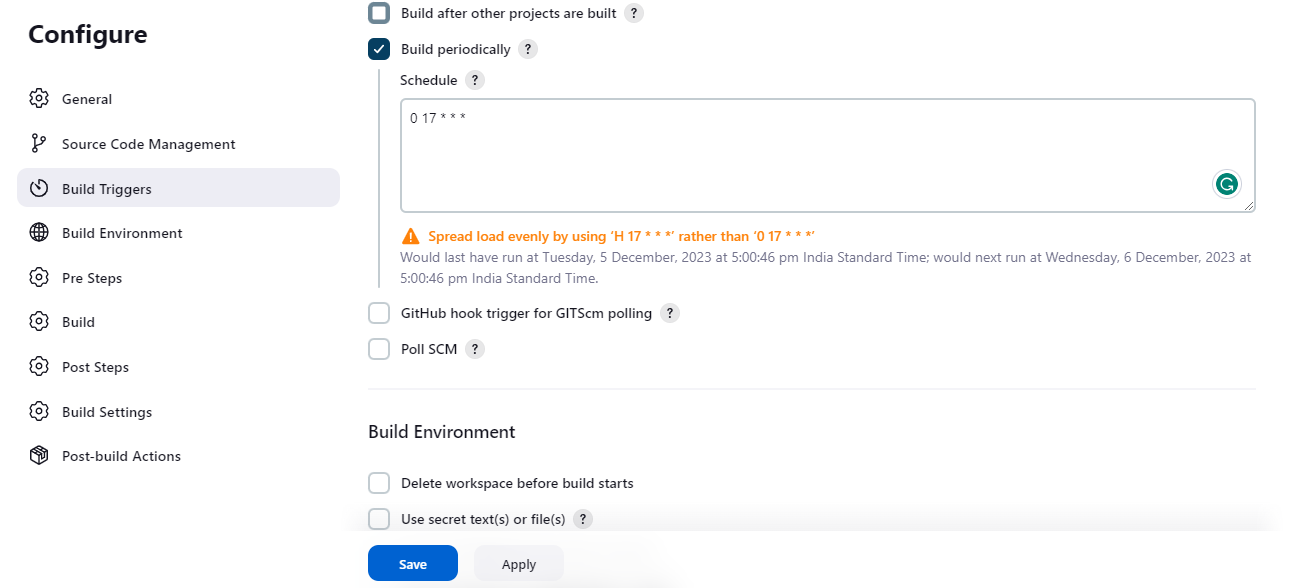 Configure
General
Source Code Management
Build Triggers
Build Environment
Pre Steps
Build
Post Steps
Build Settings
Post-build Actions
Build after other projects are built ?
Build periodically ?
Schedule ?
0 17 * * *
Spread load evenly by using ‘H 17 * * *’ rather than ‘0 17 * * *’
Would last have run at Tuesday, 5 December, 2023 at 5:00:46 pm India Standard Time; would next run at Wednesday, 6 December, 2023 at
5:00:46 pm India Standard Time.
GitHub hook trigger for GITScm polling ?
Poll SCM ?
Build Environment
Delete workspace before build starts
Use secret text(s) or file(s) ?
Save
Apply